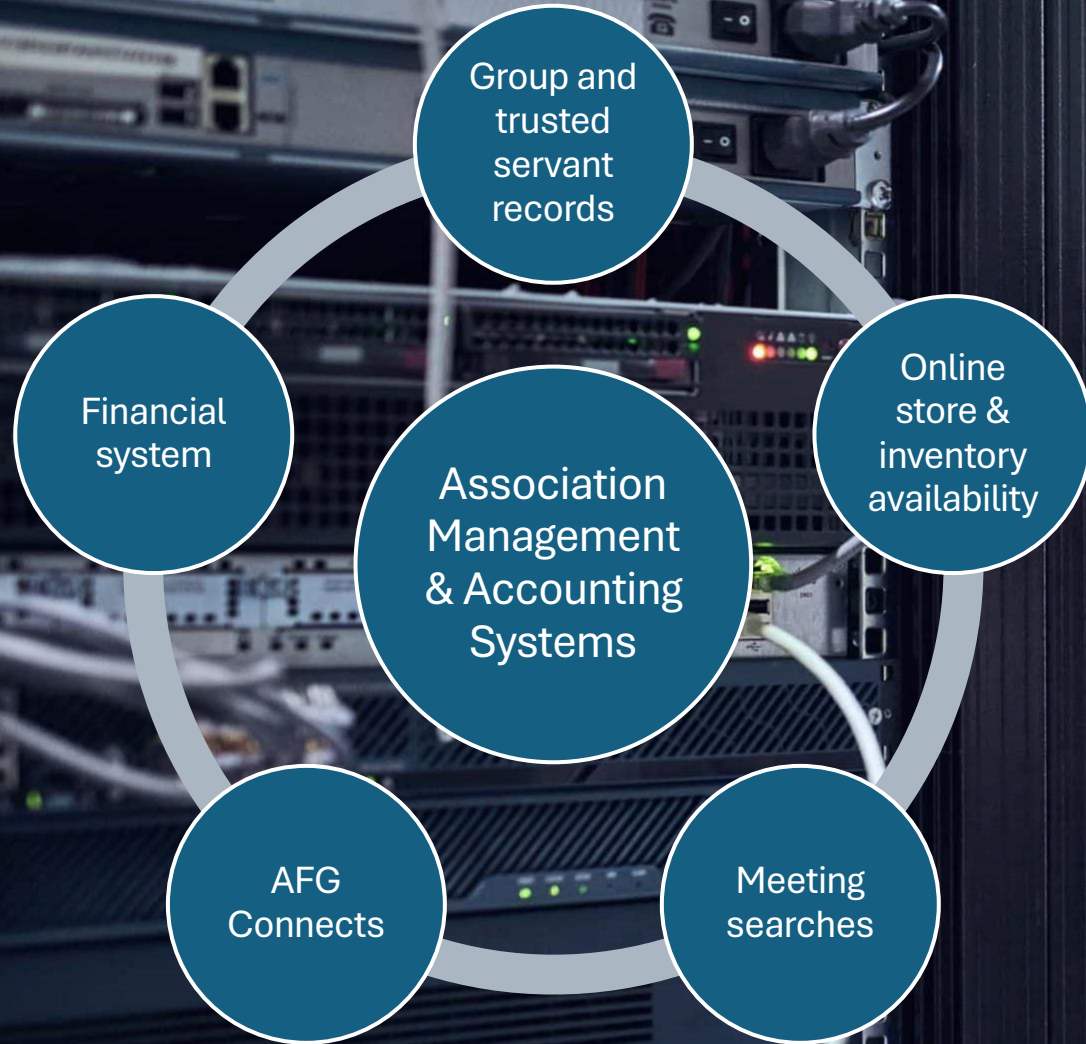 Group and
trusted
servant
records
Online
store &
inventory
availability
Meeting
searches
AFG
Connects
Financial
system
Association
Management
& Accounting
Systems